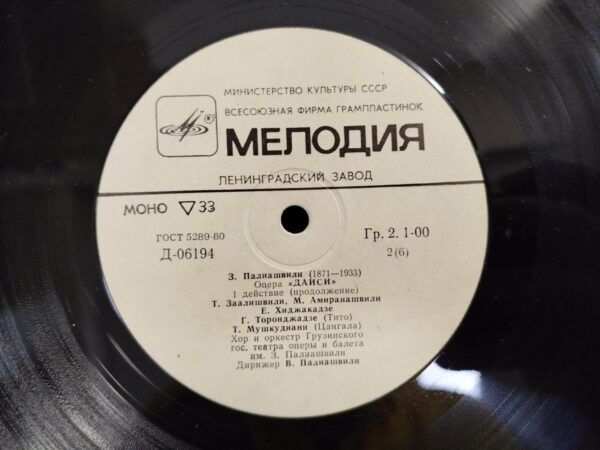 МИНИСТЕРСТВО КУЛЬТУРЫ СССР
ВСЕСОЮЗНАЯ ФИРМА ГРАМПЛАСТИНОК
®
МЕЛОДИЯ
ЛЕНИНГРАДСКИЙ ЗАВОД
МОНО ▽33
ГОСТ 5289-80
Гр. 2. 1-00
Д-06194
2(6)
З. Палиашвили (1871—1933)
Опера «ДАИСИ»
1 действие (продолжение)
Т. Заалишвили, М. Амиранашвили
Е. Хиджакадзе
Г. Торонджадзе (Тито)
Т. Мушкудиани (Цангала)
Хор и оркестр Грузинского
гос. театра оперы и балета
им. З. Палиашвили
Дирижер В. Палиашвили